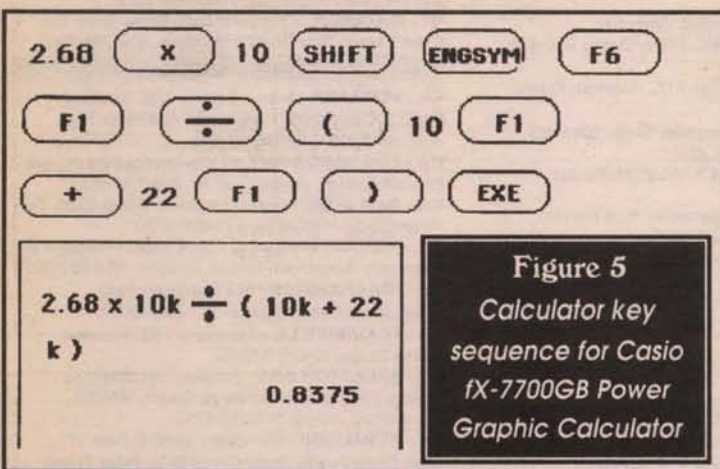 2.68 x 10 SHIFT ENGSYM F6
F1 ÷ ( 10 F1
+ 22 F1 ) EXE
2.68 x 10k ÷ ( 10k + 22
k )
0.8375
Figure 5
Calculator key
sequence for Casio
fX-7700GB Power
Graphic Calculator